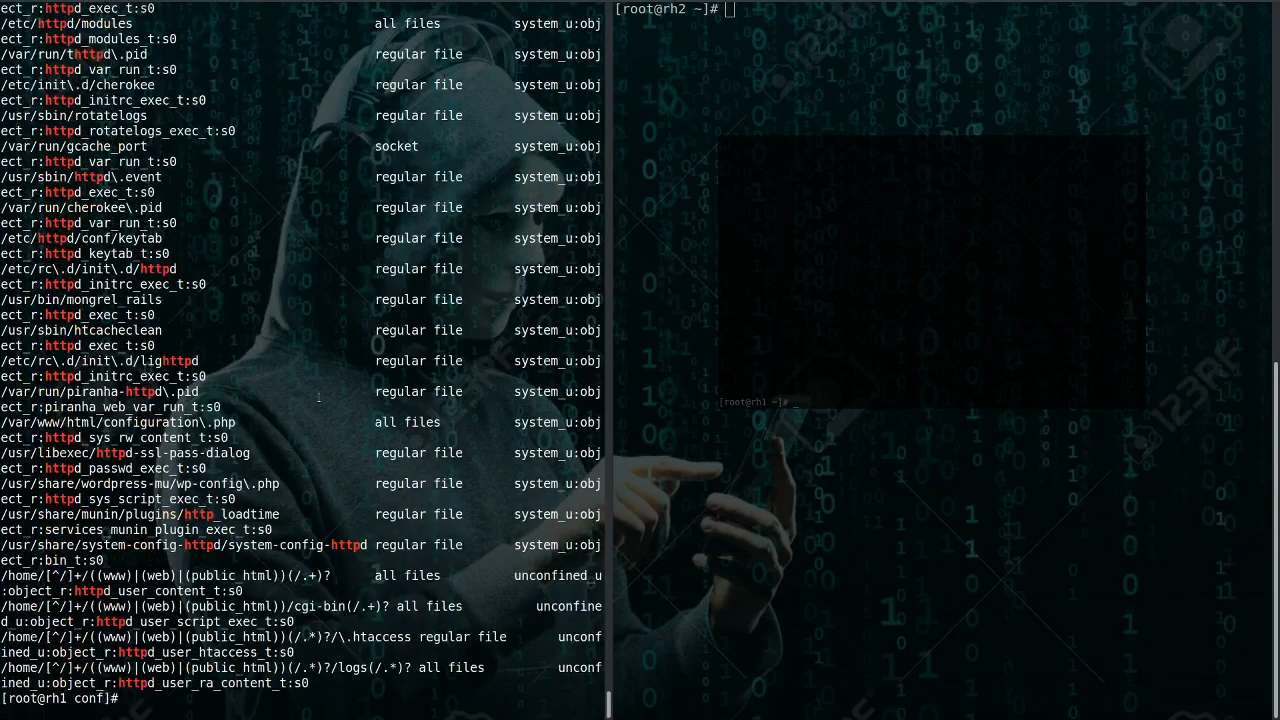 ect_r:httpd_exec_t:s0
/etc/httpd/modules all files system_u:obj
ect_r:httpd_modules_t:s0
/var/run/thttpd\.pid regular file system_u:obj
ect_r:httpd_var_run_t:s0
/etc/init\.d/cherokee regular file system_u:obj
ect_r:httpd_initrc_exec_t:s0
/usr/sbin/rotatelogs regular file system_u:obj
ect_r:httpd_rotatelogs_exec_t:s0
/var/run/gcache_port socket system_u:obj
ect_r:httpd_var_run_t:s0
/usr/sbin/httpd\.event regular file system_u:obj
ect_r:httpd_exec_t:s0
/var/run/cherokee\.pid regular file system_u:obj
ect_r:httpd_var_run_t:s0
/etc/httpd/conf/keytab regular file system_u:obj
ect_r:httpd_keytab_t:s0
/etc/rc\.d/init\.d/httpd regular file system_u:obj
ect_r:httpd_initrc_exec_t:s0
/usr/bin/mongrel_rails regular file system_u:obj
ect_r:httpd_exec_t:s0
/usr/sbin/htcacheclean regular file system_u:obj
ect_r:httpd_exec_t:s0
/etc/rc\.d/init\.d/lighttpd regular file system_u:obj
ect_r:httpd_initrc_exec_t:s0
/var/run/piranha-httpd\.pid regular file system_u:obj
ect_r:piranha_web_var_run_t:s0
/var/www/html/configuration\.php all files system_u:obj
ect_r:httpd_sys_rw_content_t:s0
/usr/libexec/httpd-ssl-pass-dialog regular file system_u:obj
ect_r:httpd_passwd_exec_t:s0
/usr/share/wordpress-mu/wp-config\.php regular file system_u:obj
ect_r:httpd_sys_script_exec_t:s0
/usr/share/munin/plugins/http_loadtime regular file system_u:obj
ect_r:services_munin_plugin_exec_t:s0
/usr/share/system-config-httpd/system-config-httpd regular file system_u:obj
ect_r:bin_t:s0
/home/[^/]+/((www)|(web)|(public_html))(/.+)? all files unconfined_u
:object_r:httpd_user_content_t:s0
/home/[^/]+/((www)|(web)|(public_html))/cgi-bin(/.+)? all files unconfine
d_u:object_r:httpd_user_script_exec_t:s0
/home/[^/]+/((www)|(web)|(public_html))(/.*)?/\.htaccess regular file unconf
ined_u:object_r:httpd_user_htaccess_t:s0
/home/[^/]+/((www)|(web)|(public_html))(/.*)?/logs(/.*)? all files unconf
ined_u:object_r:httpd_user_ra_content_t:s0
[root@rh1 conf]#
[root@rh2 ~]#
[root@rh1 ~]# _
123RF